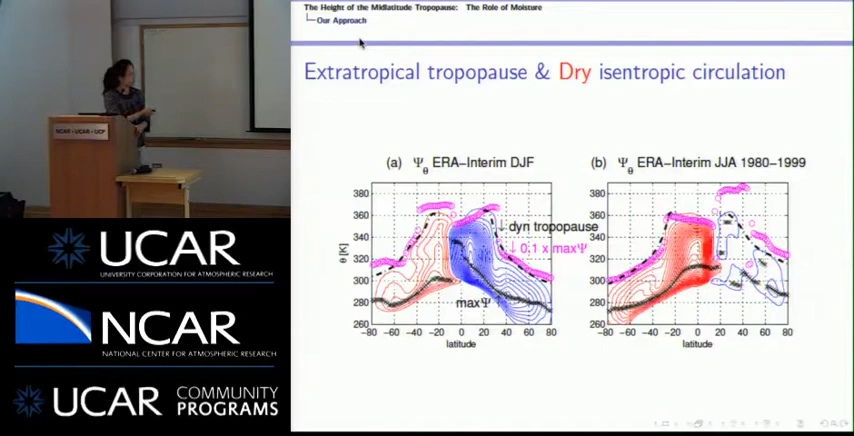 The Height of the Midlatitude Tropopause: The Role of Moisture
Our Approach
Extratropical tropopause & Dry isentropic circulation
NCAR • UCAR • UCP
(a) Ψθ ERA-Interim DJF
(b) Ψθ ERA-Interim JJA 1980-1999
380
360
340
320
300
280
260
θ [K]
↓ dyn tropopause
↓ 0.1 x maxΨ
maxΨ ↑
-80 -60 -40 -20 0 20 40 60 80
latitude
380
360
340
320
300
280
260
-80 -60 -40 -20 0 20 40 60 80
latitude
UCAR
UNIVERSITY CORPORATION FOR ATMOSPHERIC RESEARCH
NCAR
NATIONAL CENTER FOR ATMOSPHERIC RESEARCH
UCAR COMMUNITY PROGRAMS